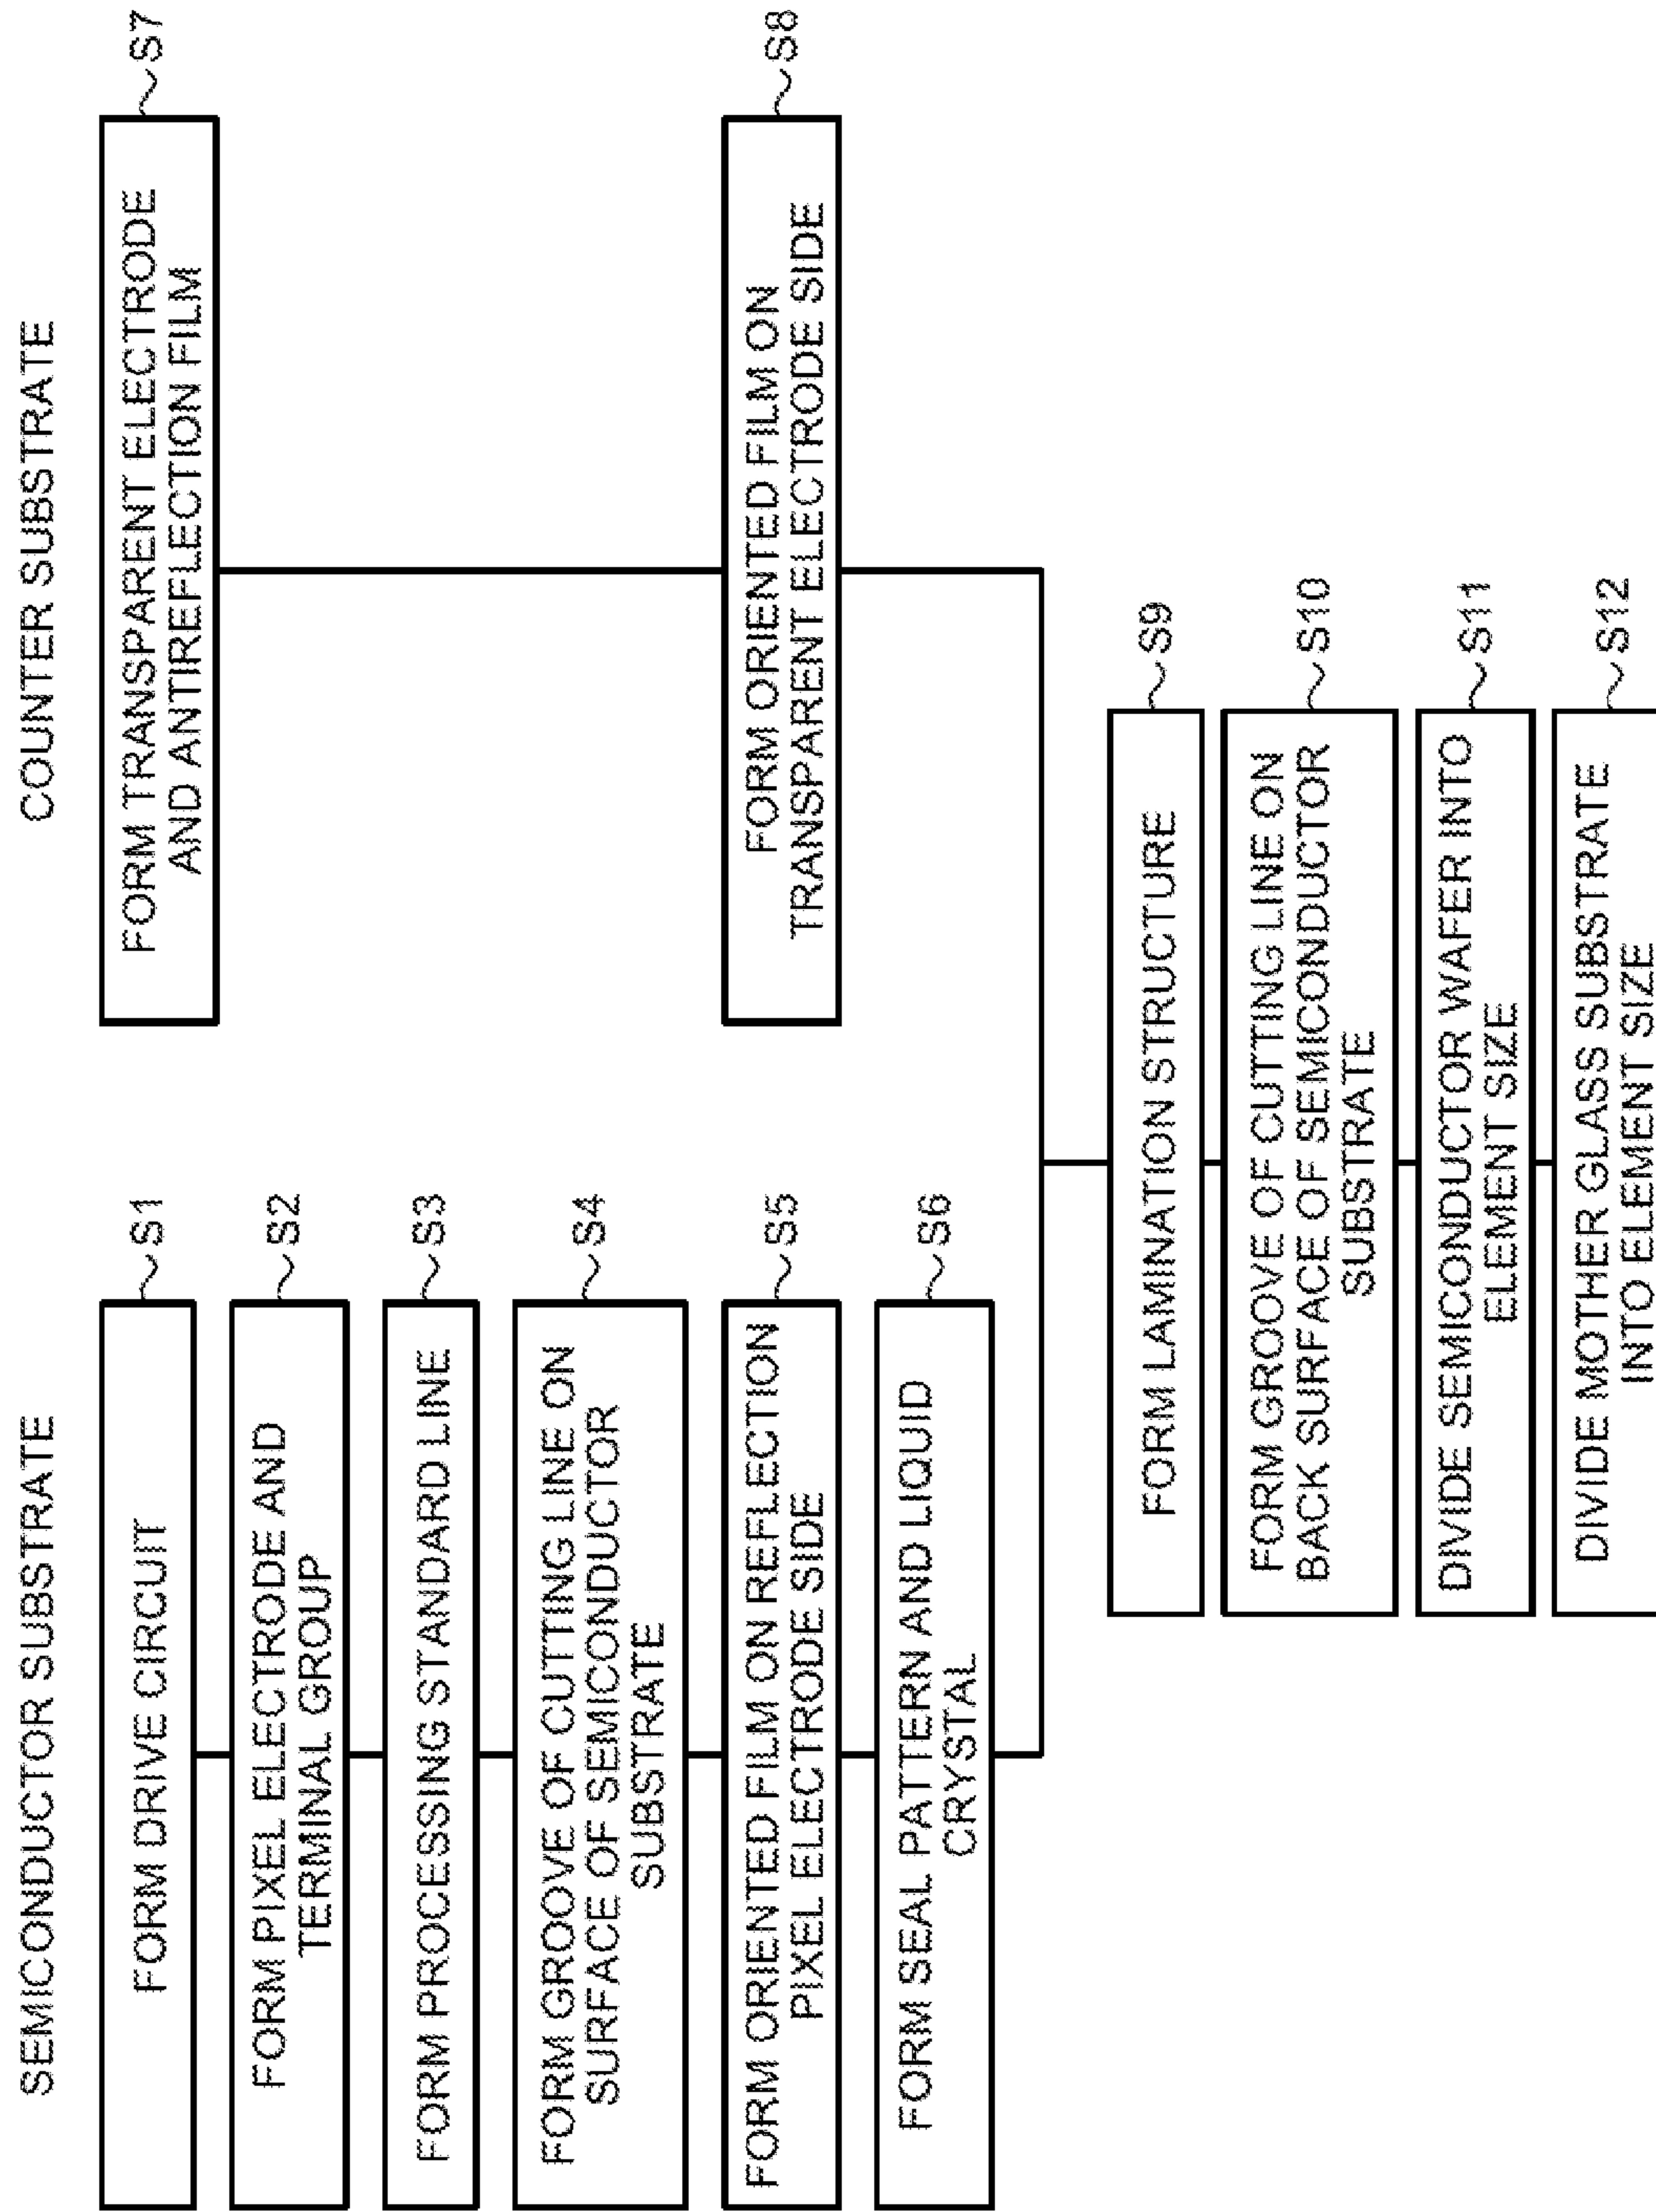 SEMICONDUCTOR SUBSTRATE
FORM DRIVE CIRCUIT
S1
FORM PIXEL ELECTRODE AND
TERMINAL GROUP
S2
FORM PROCESSING STANDARD LINE
S3
FORM GROOVE OF CUTTING LINE ON
SURFACE OF SEMICONDUCTOR
SUBSTRATE
S4
FORM ORIENTED FILM ON REFLECTION
PIXEL ELECTRODE SIDE
S5
FORM SEAL PATTERN AND LIQUID
CRYSTAL
S6
COUNTER SUBSTRATE
FORM TRANSPARENT ELECTRODE
AND ANTIREFLECTION FILM
S7
FORM ORIENTED FILM ON
TRANSPARENT ELECTRODE SIDE
S8
FORM LAMINATION STRUCTURE
S9
FORM GROOVE OF CUTTING LINE ON
BACK SURFACE OF SEMICONDUCTOR
SUBSTRATE
S10
DIVIDE SEMICONDUCTOR WAFER INTO
ELEMENT SIZE
S11
DIVIDE MOTHER GLASS SUBSTRATE
INTO ELEMENT SIZE
S12